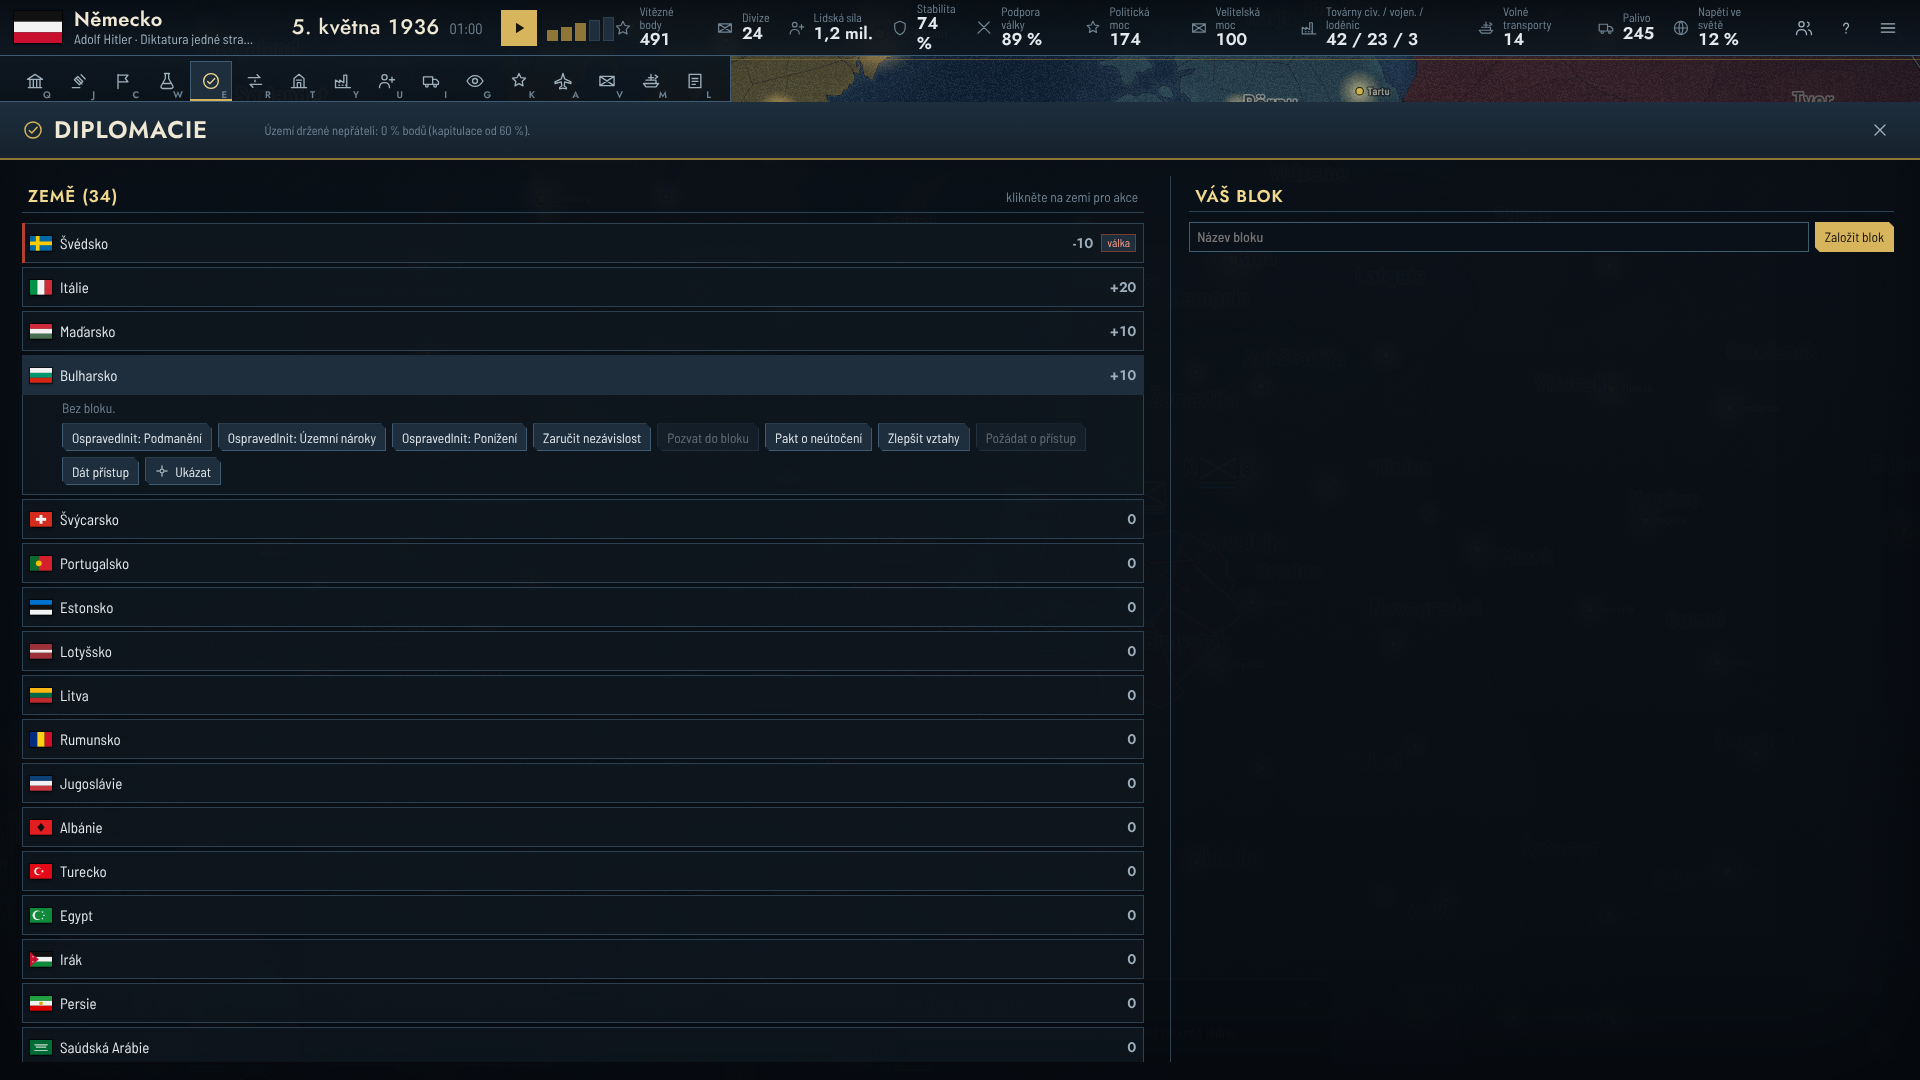 Německo
Adolf Hitler · Diktatura jedné stra...
5. května 1936 01:00
Vítězné body 491
Divize 24
Lidská síla 1,2 mil.
Stabilita 74 %
Podpora války 89 %
Politická moc 174
Velitelská moc 100
Továrny civ. / vojen. / loděnic 42 / 23 / 3
Volné transporty 14
Palivo 245
Napětí ve světě 12 %
?
Q J C W E R T Y U I G K A V M L
Tartu
DIPLOMACIE
Území držené nepřáteli: 0 % bodů (kapitulace od 60 %).
ZEMĚ (34)
klikněte na zemi pro akce
Švédsko -10 válka
Itálie +20
Maďarsko +10
Bulharsko +10
Bez bloku.
Ospravedlnit: Podmanění
Ospravedlnit: Územní nároky
Ospravedlnit: Ponížení
Zaručit nezávislost
Pozvat do bloku
Pakt o neútočení
Zlepšit vztahy
Požádat o přístup
Dát přístup
Ukázat
Švýcarsko 0
Portugalsko 0
Estonsko 0
Lotyšsko 0
Litva 0
Rumunsko 0
Jugoslávie 0
Albánie 0
Turecko 0
Egypt 0
Irák 0
Persie 0
Saúdská Arábie 0
VÁŠ BLOK
Název bloku
Založit blok